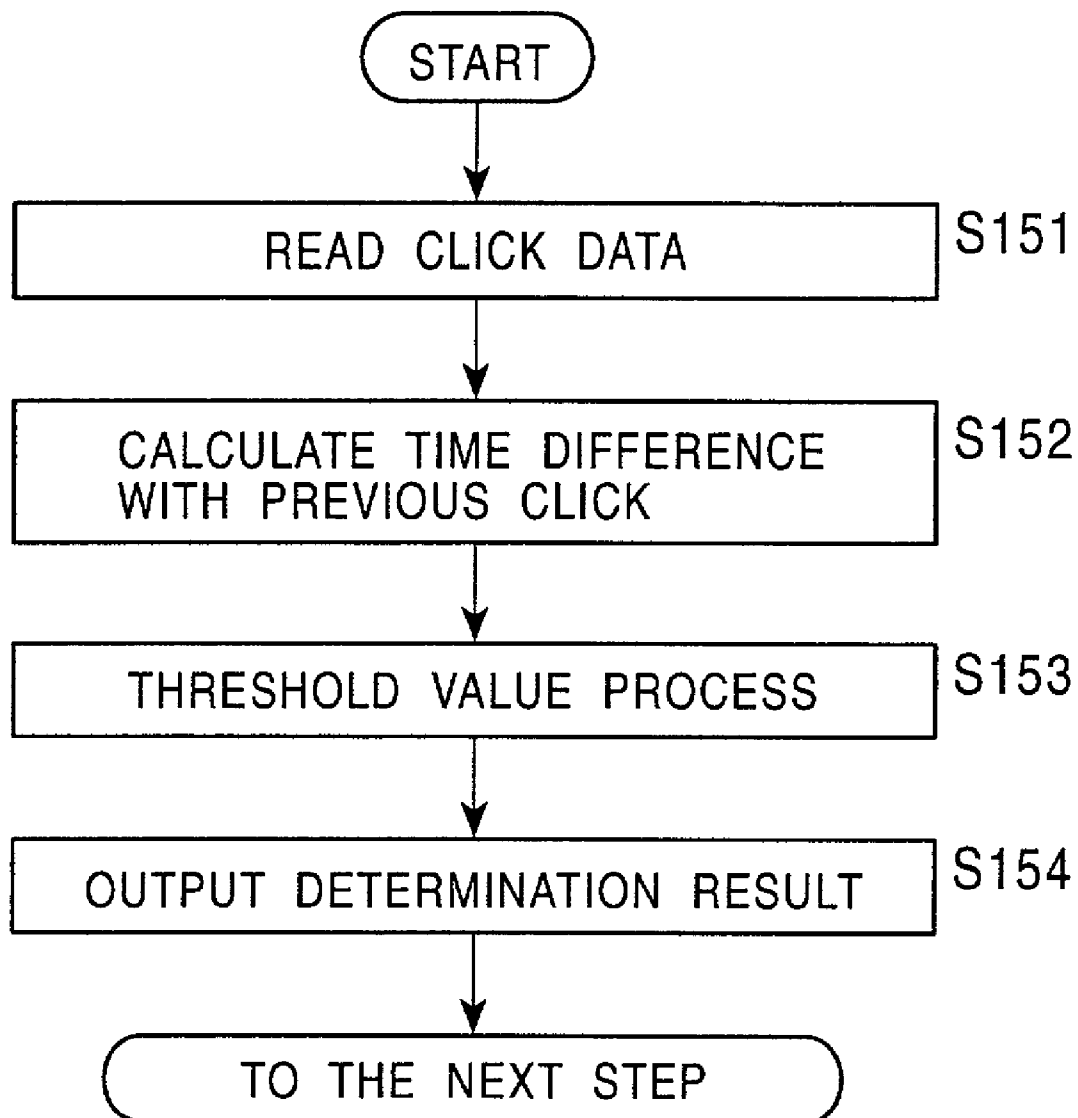 START
READ CLICK DATA
S151
CALCULATE TIME DIFFERENCE
WITH PREVIOUS CLICK
S152
THRESHOLD VALUE PROCESS
S153
OUTPUT DETERMINATION RESULT
S154
TO THE NEXT STEP